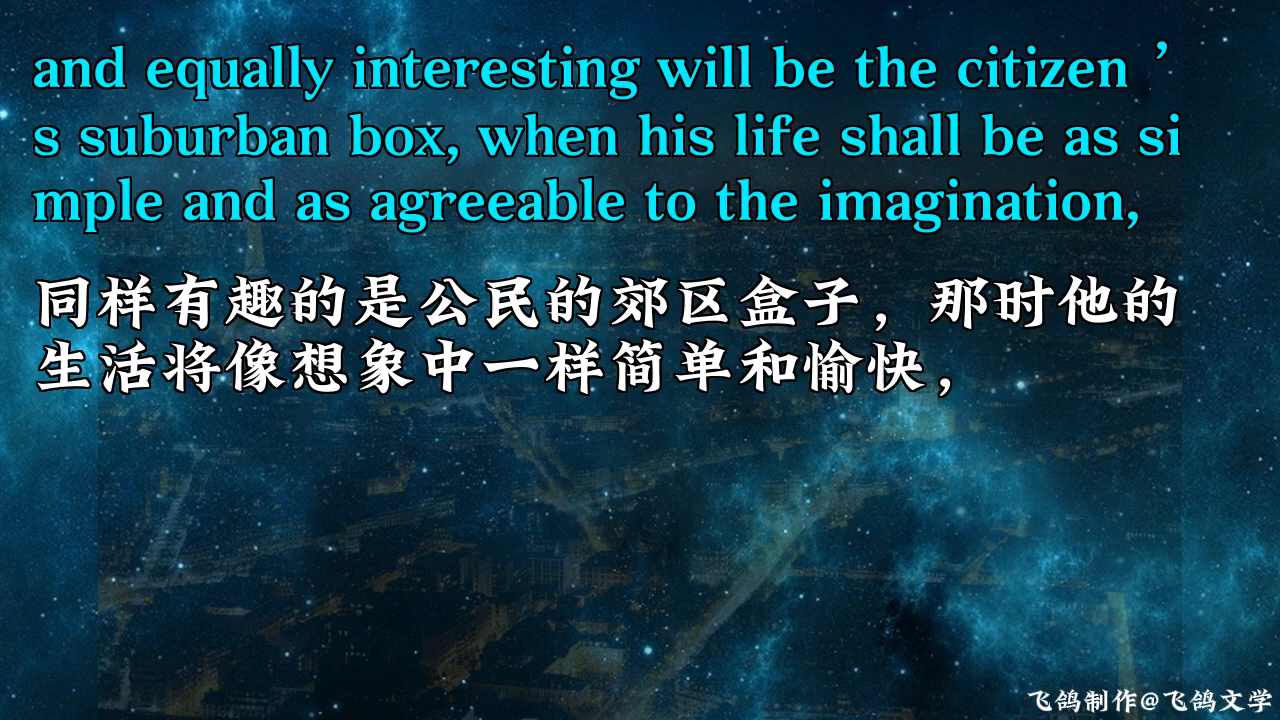 and equally interesting will be the citizen ’
s suburban box, when his life shall be as si
mple and as agreeable to the imagination,
同样有趣的是公民的郊区盒子，那时他的
生活将像想象中一样简单和愉快，
飞鸽制作@飞鸽文学